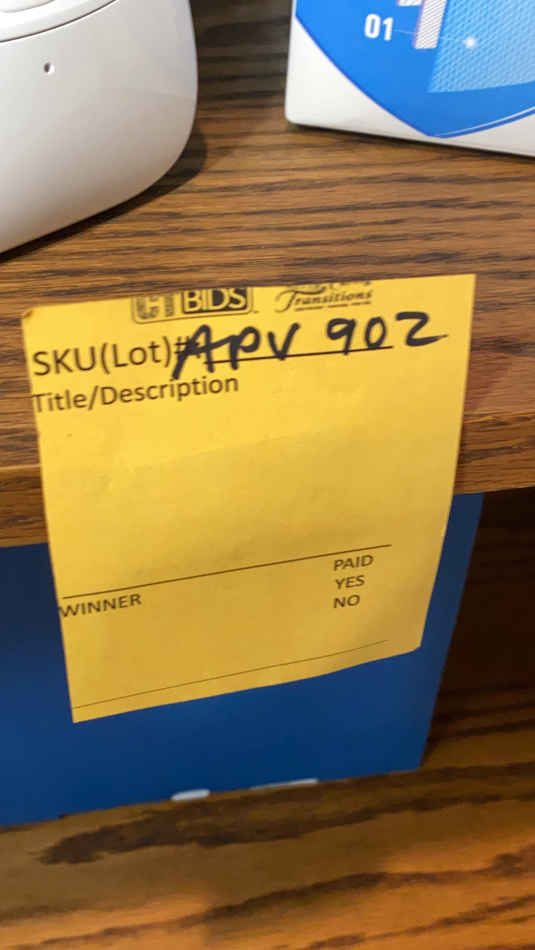 01
BIDS
Transitions
SKU(Lot)# APV 902
Title/Description
PAID
YES
WINNER
NO